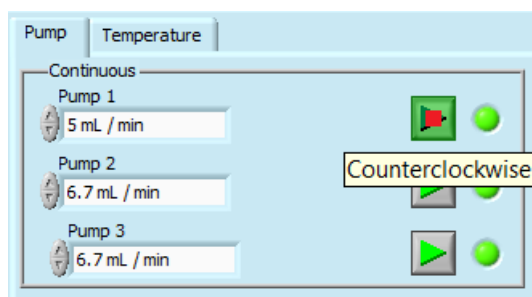 Pump Temperature
Continuous
Pump 1
5 mL / min
Counterclockwise
Pump 2
6.7 mL / min
Pump 3
6.7 mL / min